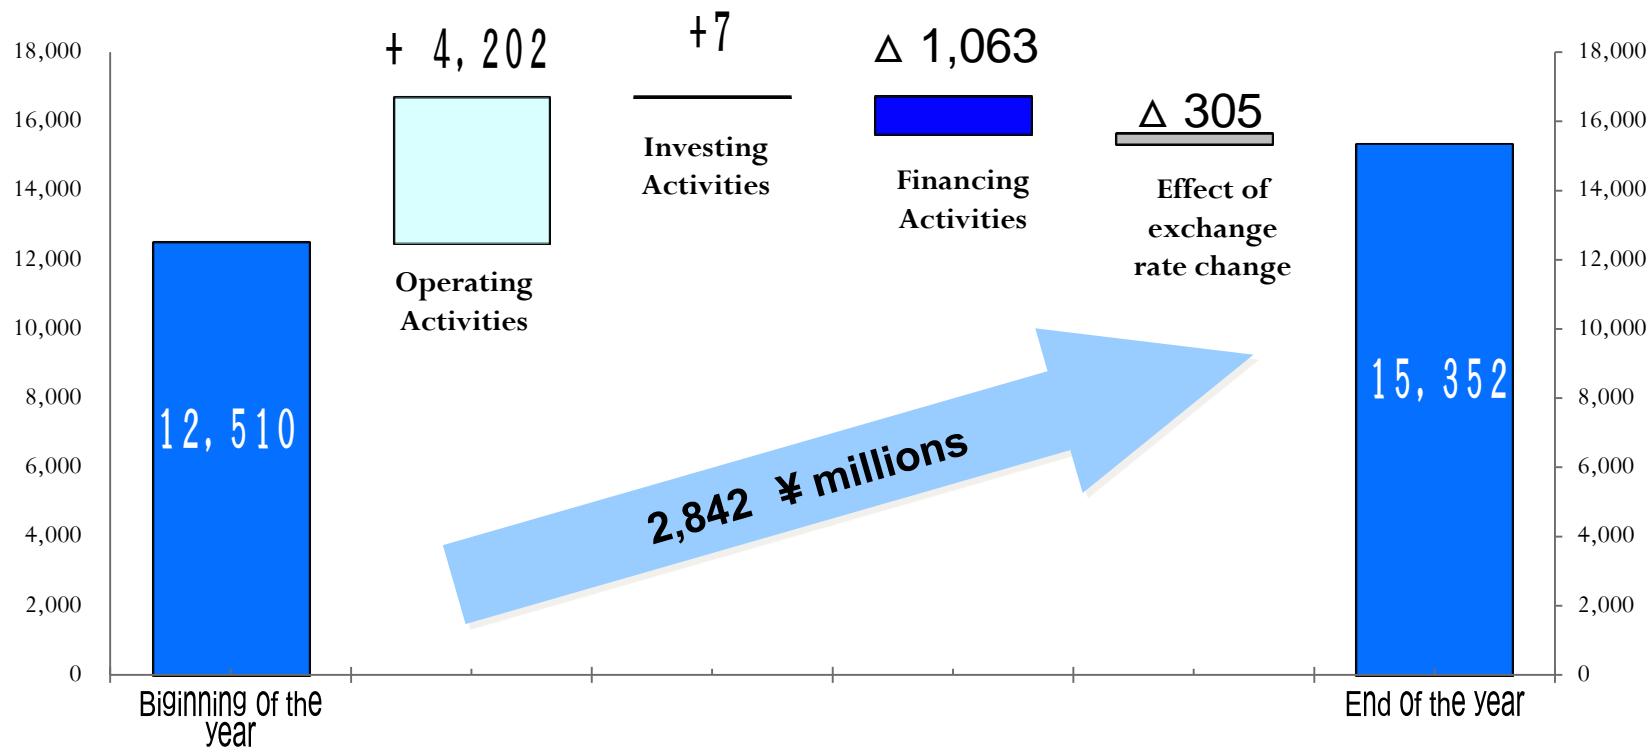 + 4,202
+7
△ 1,063
△ 305
18,000
16,000
14,000
12,000
10,000
8,000
6,000
4,000
2,000
0
Operating
Activities
Investing
Activities
Financing
Activities
Effect of
exchange
rate change
12,510
2,842 ¥ millions
15,352
18,000
16,000
14,000
12,000
10,000
8,000
6,000
4,000
2,000
0
Biginning of the
year
End of the year